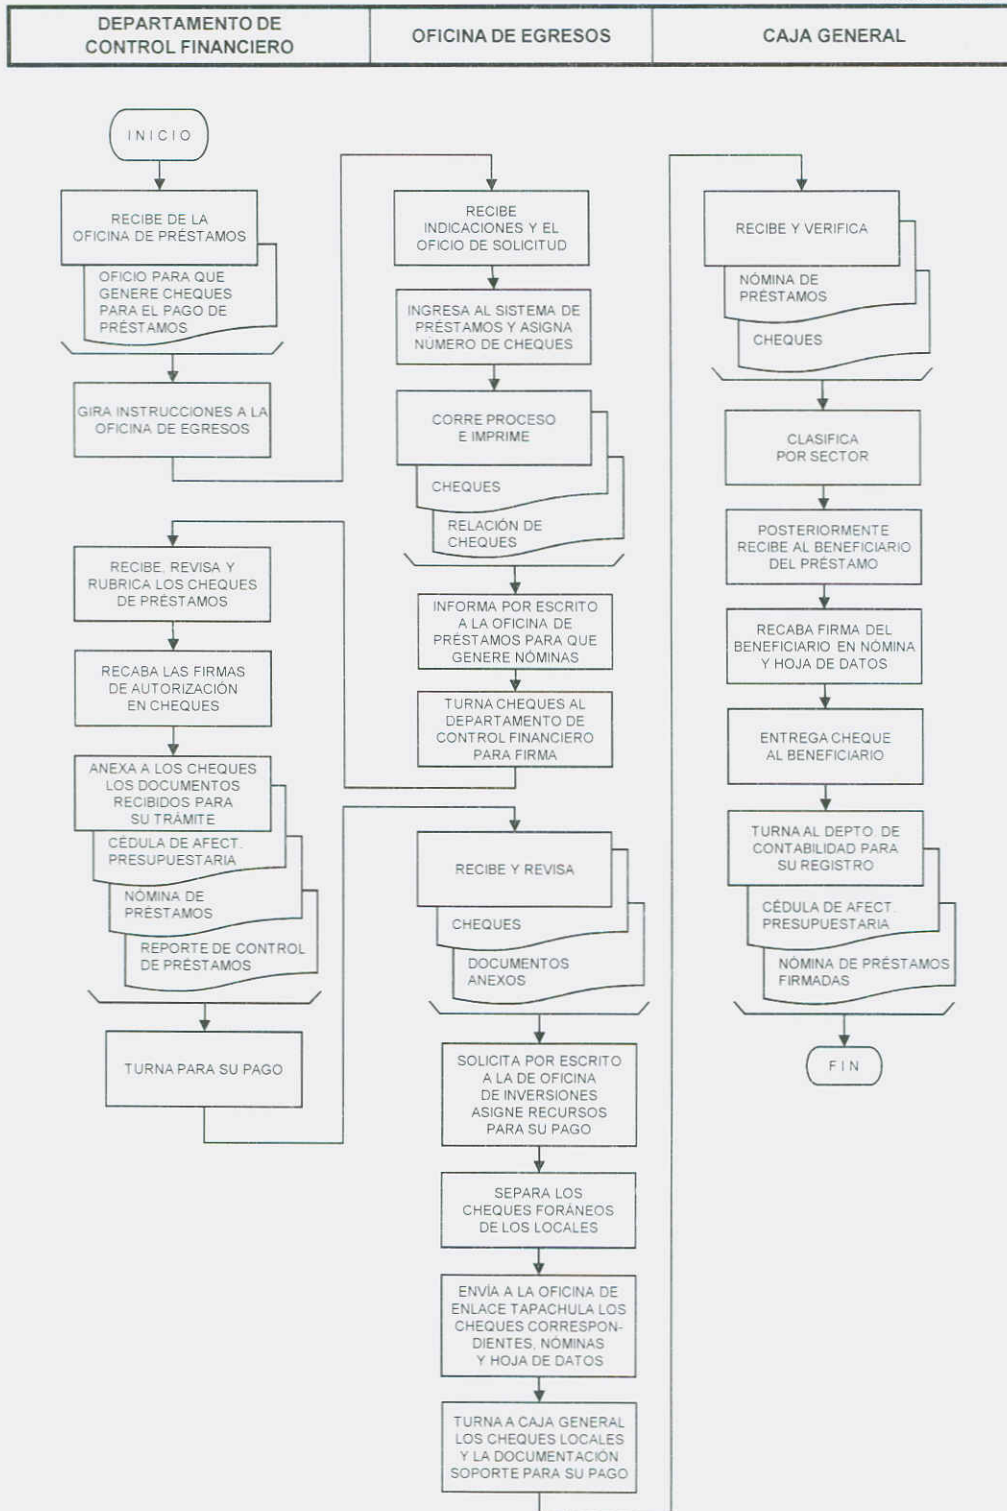 DEPARTAMENTO DE
CONTROL FINANCIERO
OFICINA DE EGRESOS
CAJA GENERAL
INICIO
RECIBE DE LA
OFICINA DE PRÉSTAMOS
OFICIO PARA QUE
GENERE CHEQUES
PARA EL PAGO DE
PRÉSTAMOS
GIRA INSTRUCCIONES A LA
OFICINA DE EGRESOS
RECIBE
INDICACIONES Y EL
OFICIO DE SOLICITUD
INGRESA AL SISTEMA DE
PRÉSTAMOS Y ASIGNA
NÚMERO DE CHEQUES
CORRE PROCESO
E IMPRIME
CHEQUES
RELACIÓN DE
CHEQUES
INFORMA POR ESCRITO
A LA OFICINA DE
PRÉSTAMOS PARA QUE
GENERE NÓMINAS
TURNA CHEQUES AL
DEPARTAMENTO DE
CONTROL FINANCIERO
PARA FIRMA
RECIBE, REVISA Y
RUBRICA LOS CHEQUES
DE PRÉSTAMOS
RECABA LAS FIRMAS
DE AUTORIZACIÓN
EN CHEQUES
ANEXA A LOS CHEQUES
LOS DOCUMENTOS
RECIBIDOS PARA
SU TRÁMITE
CÉDULA DE AFECT.
PRESUPUESTARIA
NÓMINA DE
PRÉSTAMOS
REPORTE DE CONTROL
DE PRÉSTAMOS
TURNA PARA SU PAGO
RECIBE Y REVISA
CHEQUES
DOCUMENTOS
ANEXOS
SOLICITA POR ESCRITO
A LA DE OFICINA
DE INVERSIONES
ASIGNE RECURSOS
PARA SU PAGO
SEPARA LOS
CHEQUES FORÁNEOS
DE LOS LOCALES
ENVÍA A LA OFICINA DE
ENLACE TAPACHULA LOS
CHEQUES CORRESPON-
DIENTES, NÓMINAS
Y HOJA DE DATOS
TURNA A CAJA GENERAL
LOS CHEQUES LOCALES
Y LA DOCUMENTACIÓN
SOPORTE PARA SU PAGO
RECIBE Y VERIFICA
NÓMINA DE
PRÉSTAMOS
CHEQUES
CLASIFICA
POR SECTOR
POSTERIORMENTE
RECIBE AL BENEFICIARIO
DEL PRÉSTAMO
RECABA FIRMA DEL
BENEFICIARIO EN NÓMINA
Y HOJA DE DATOS
ENTREGA CHEQUE
AL BENEFICIARIO
TURNA AL DEPTO. DE
CONTABILIDAD PARA
SU REGISTRO
CÉDULA DE AFECT.
PRESUPUESTARIA
NÓMINA DE PRÉSTAMOS
FIRMADAS
FIN